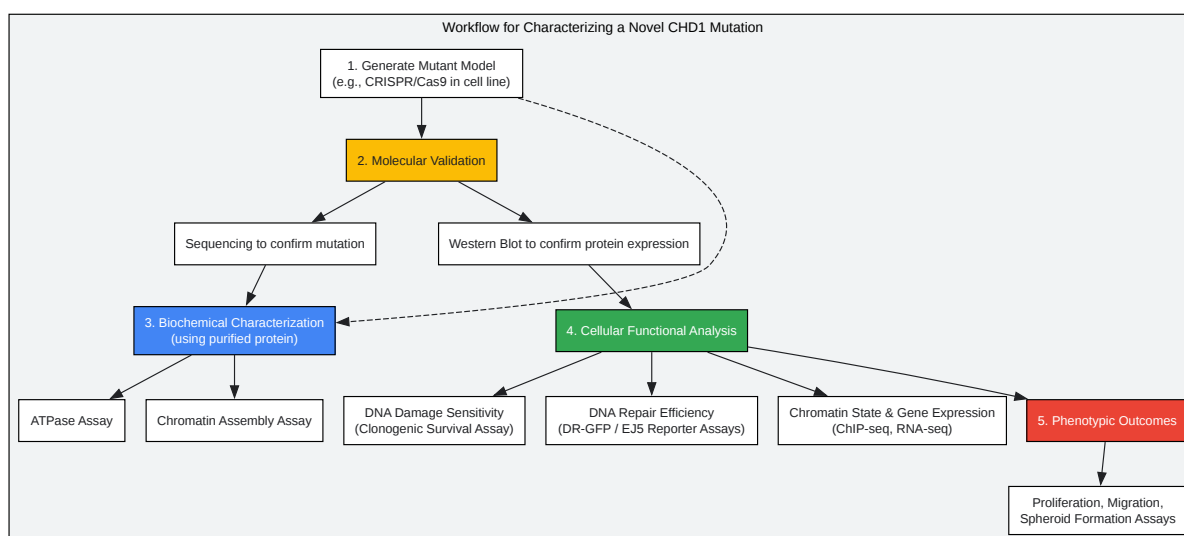 Workflow for Characterizing a Novel CHD1 Mutation
1. Generate Mutant Model
(e.g., CRISPR/Cas9 in cell line)
2. Molecular Validation
Sequencing to confirm mutation
Western Blot to confirm protein expression
3. Biochemical Characterization
(using purified protein)
4. Cellular Functional Analysis
ATPase Assay
Chromatin Assembly Assay
DNA Damage Sensitivity
(Clonogenic Survival Assay)
DNA Repair Efficiency
(DR-GFP / EJ5 Reporter Assays)
Chromatin State & Gene Expression
(ChIP-seq, RNA-seq)
5. Phenotypic Outcomes
Proliferation, Migration,
Spheroid Formation Assays